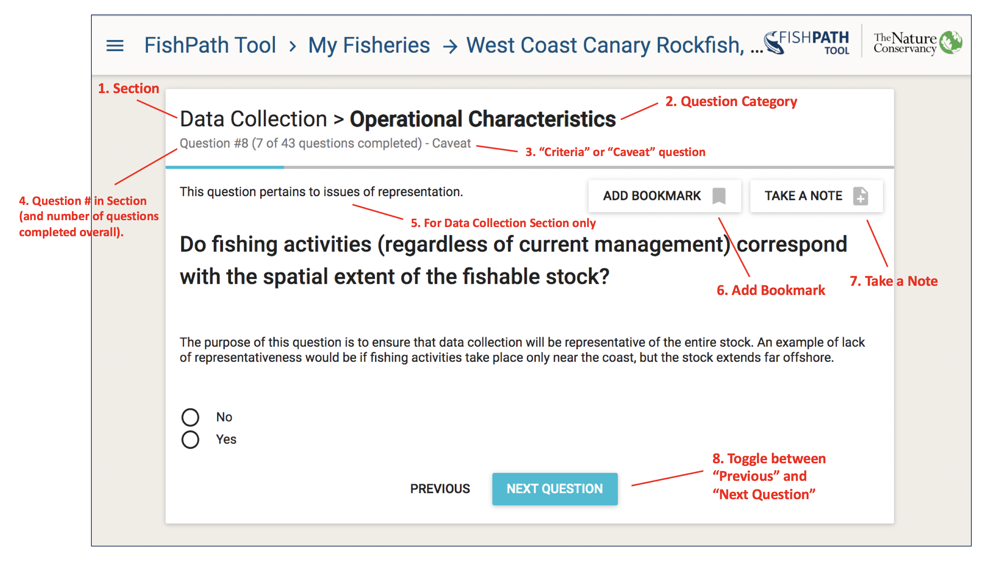 FishPath Tool > My Fisheries → West Coast Canary Rockfish, ...
FISHPATH
TOOL
The Nature
Conservancy
1. Section
2. Question Category
Data Collection > Operational Characteristics
Question #8 (7 of 43 questions completed) - Caveat
3. “Criteria” or “Caveat” question
4. Question # in Section
(and number of questions
completed overall).
This question pertains to issues of representation.
ADD BOOKMARK
TAKE A NOTE
5. For Data Collection Section only
Do fishing activities (regardless of current management) correspond
with the spatial extent of the fishable stock?
6. Add Bookmark
7. Take a Note
The purpose of this question is to ensure that data collection will be representative of the entire stock. An example of lack
of representativeness would be if fishing activities take place only near the coast, but the stock extends far offshore.
No
Yes
PREVIOUS
NEXT QUESTION
8. Toggle between
“Previous” and
“Next Question”